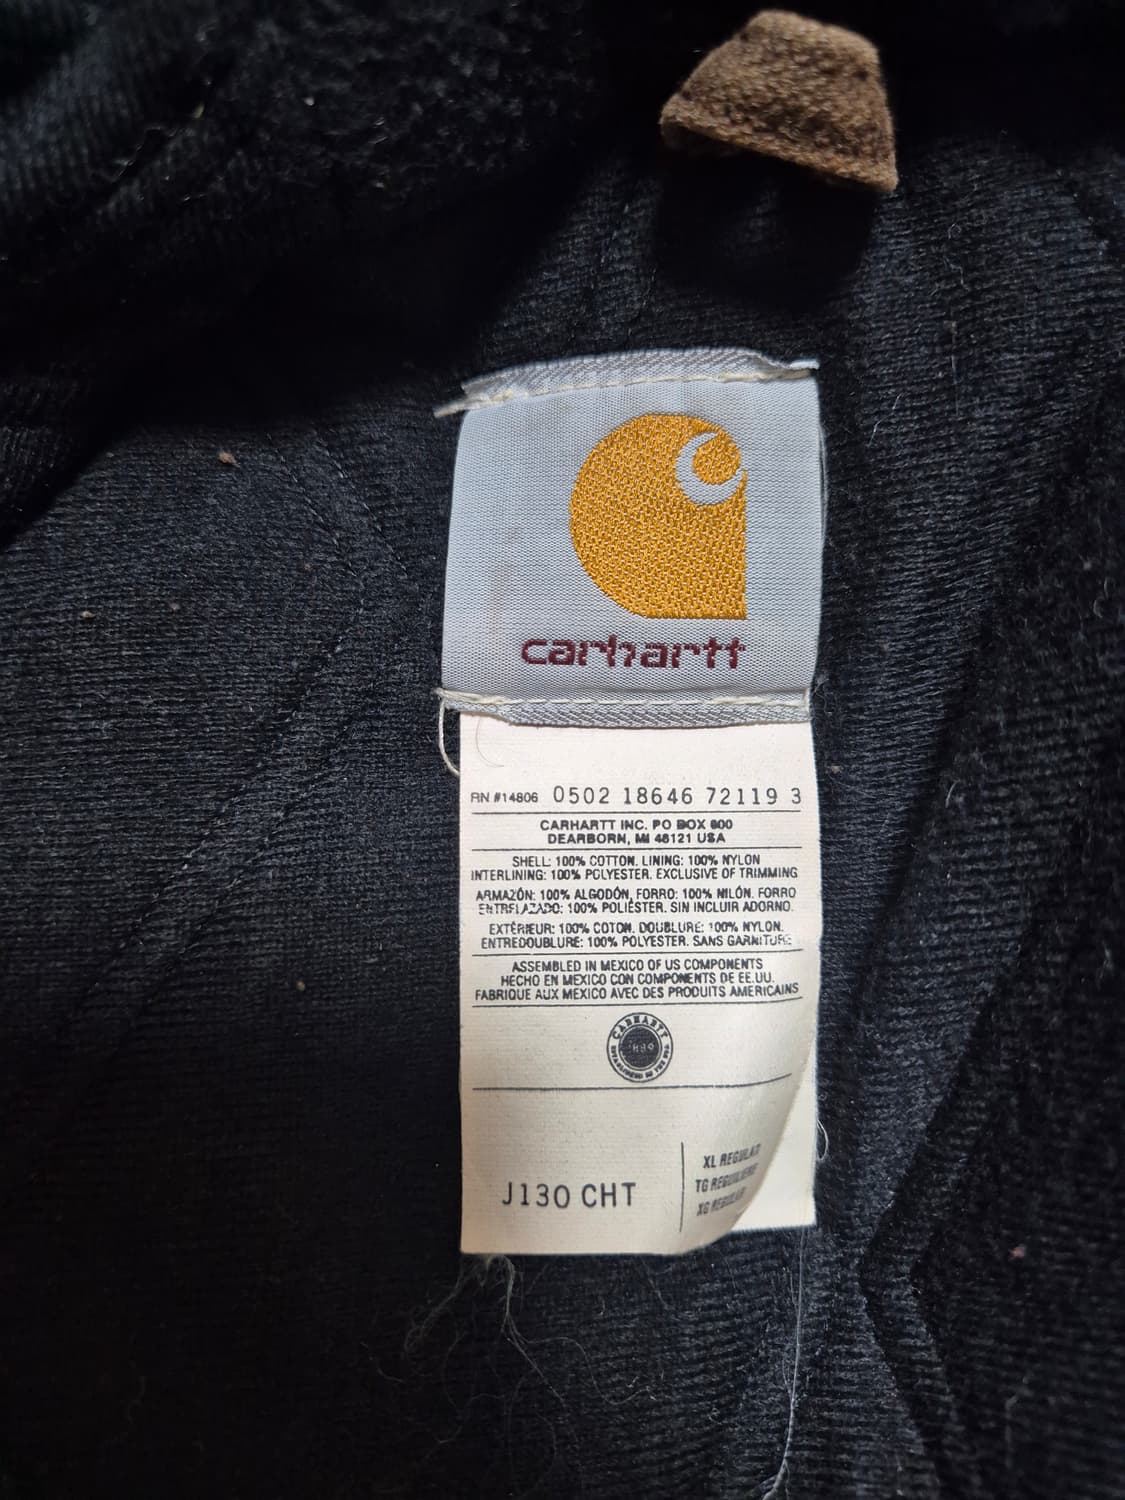 carhartt
RN #14806 0502 18646 72119 3
CARHARTT INC. PO BOX 600
DEARBORN, MI 48121 USA
SHELL: 100% COTTON. LINING: 100% NYLON
INTERLINING: 100% POLYESTER. EXCLUSIVE OF TRIMMING
ARMAZÓN: 100% ALGODÓN, FORRO: 100% NILÓN. FORRO
ENTRELAZADO: 100% POLIÉSTER. SIN INCLUIR ADORNO.
EXTÉRIEUR: 100% COTON. DOUBLURE: 100% NYLON.
ENTREDOUBLURE: 100% POLYESTER. SANS GARNITURE.
ASSEMBLED IN MEXICO OF US COMPONENTS
HECHO EN MEXICO CON COMPONENTS DE EE.UU.
FABRIQUE AUX MEXICO AVEC DES PRODUITS AMERICAINS
CARHARTT
J130 CHT
XL REGULAR
TG
XG